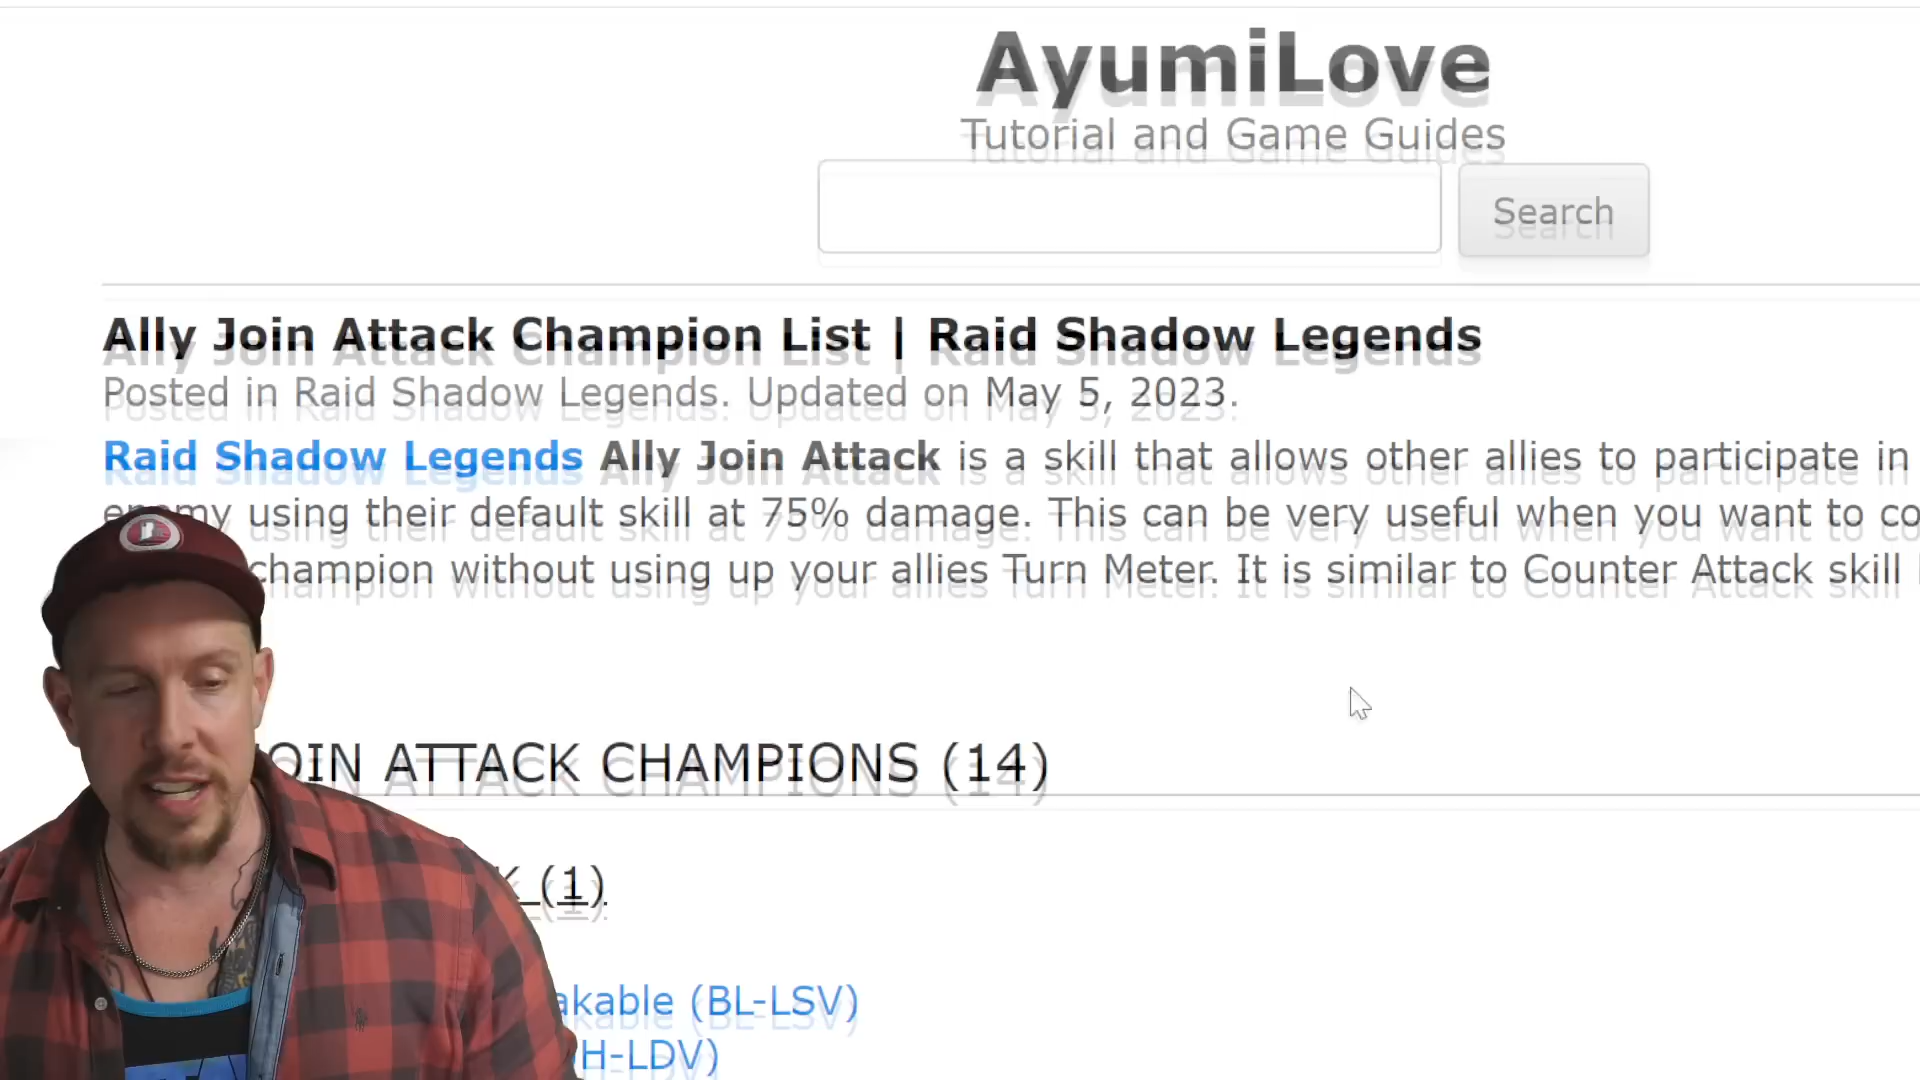 AyumiLove
Tutorial and Game Guides
Search
Ally Join Attack Champion List | Raid Shadow Legends
Posted in Raid Shadow Legends. Updated on May 5, 2023.
Raid Shadow Legends Ally Join Attack is a skill that allows other allies to participate in
enemy using their default skill at 75% damage. This can be very useful when you want to co
champion without using up your allies Turn Meter. It is similar to Counter Attack skill
JOIN ATTACK CHAMPIONS (14)
K (1)
akable (BL-LSV)
H-LDV)